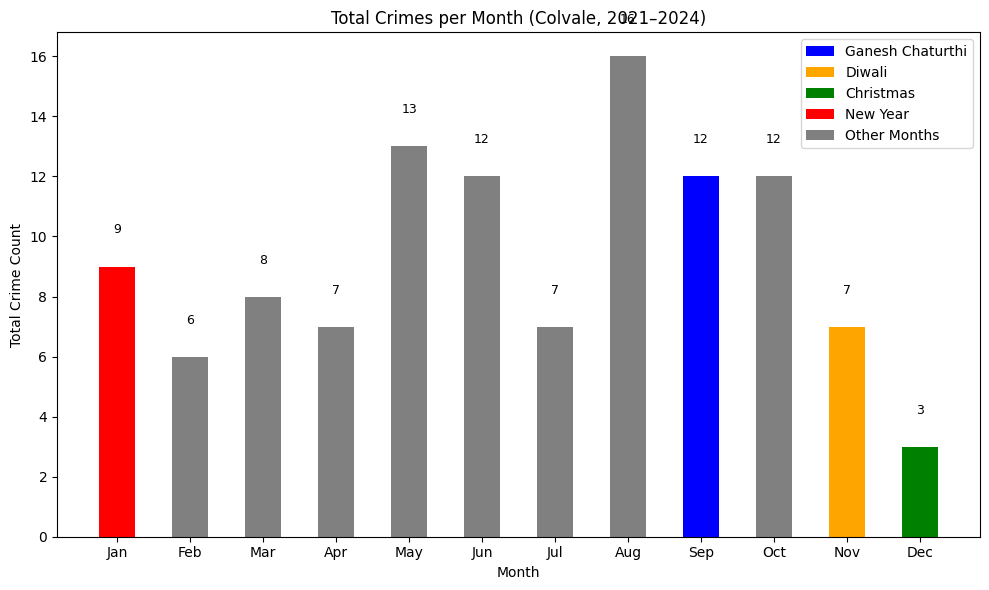 Total Crimes per Month (Colvale, 2021–2024)
16
Ganesh Chaturthi
Diwali
Christmas
New Year
Other Months
16
14
12
10
8
6
4
2
0
Total Crime Count
9
6
8
7
13
12
7
12
12
7
3
Jan Feb Mar Apr May Jun Jul Aug Sep Oct Nov Dec
Month